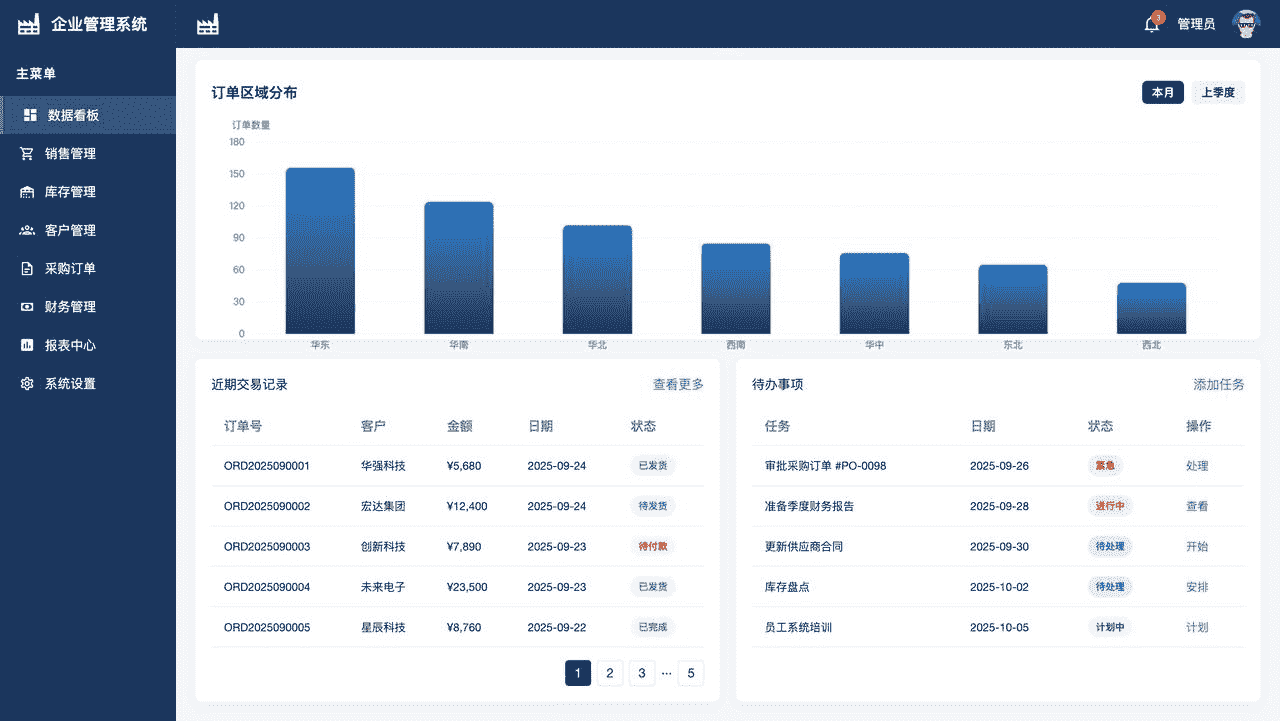 企业管理系统
3
管理员
主菜单
数据看板
销售管理
库存管理
客户管理
采购订单
财务管理
报表中心
系统设置
订单区域分布
本月 上季度
订单数量
180
150
120
90
60
30
0
华东 华南 华北 西南 华中 东北 西北
近期交易记录 查看更多
订单号 客户 金额 日期 状态
ORD2025090001 华强科技 ¥5,680 2025-09-24 已发货
ORD2025090002 宏达集团 ¥12,400 2025-09-24 待发货
ORD2025090003 创新科技 ¥7,890 2025-09-23 待付款
ORD2025090004 未来电子 ¥23,500 2025-09-23 已发货
ORD2025090005 星辰科技 ¥8,760 2025-09-22 已完成
1 2 3 ··· 5
待办事项 添加任务
任务 日期 状态 操作
审批采购订单 #PO-0098 2025-09-26 紧急 处理
准备季度财务报告 2025-09-28 进行中 查看
更新供应商合同 2025-09-30 待处理 开始
库存盘点 2025-10-02 待处理 安排
员工系统培训 2025-10-05 计划中 计划